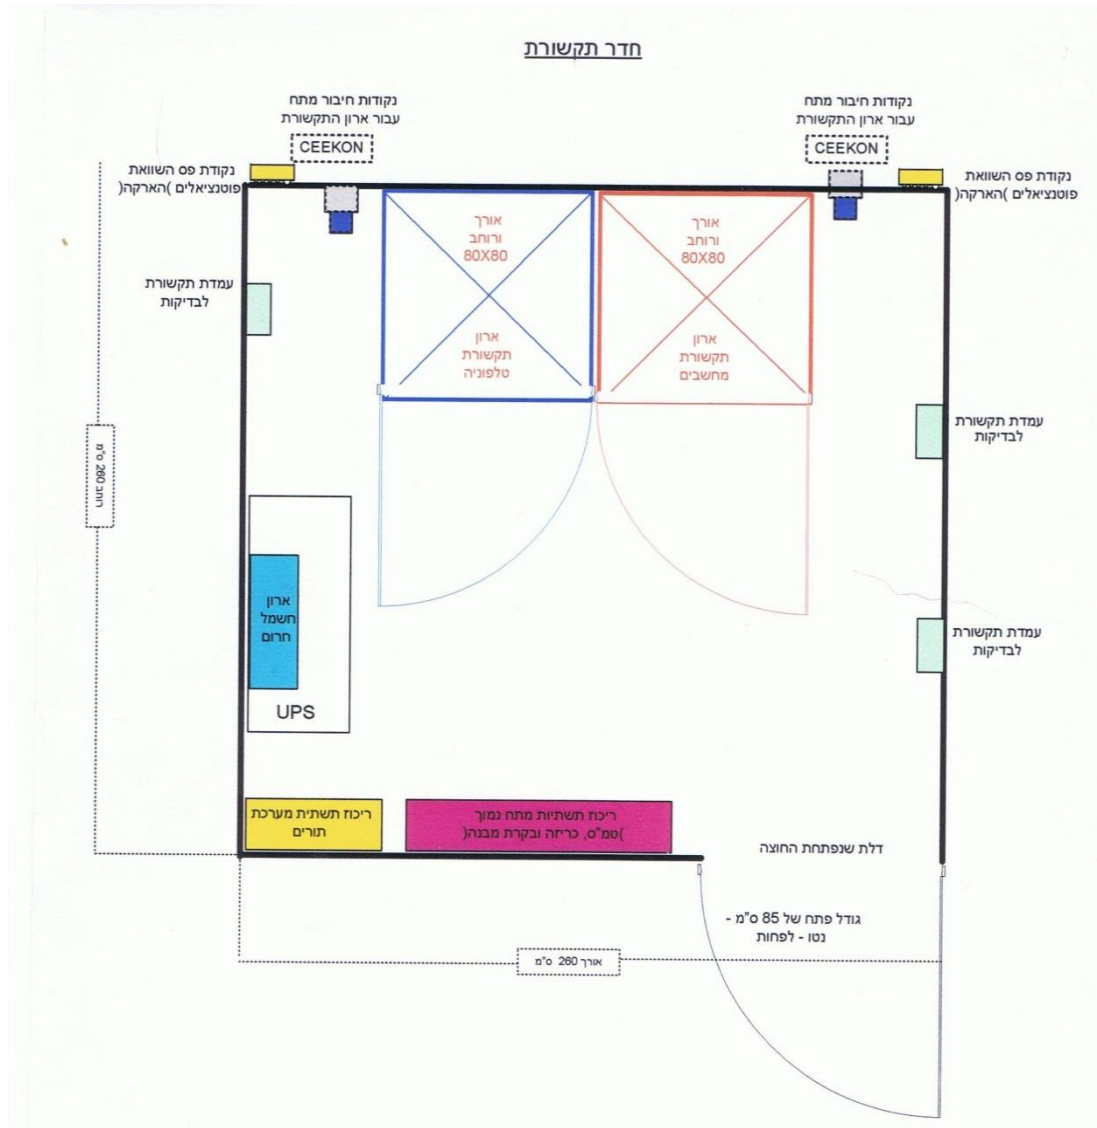 חדר תקשורת
נקודות חיבור מתח
עבור ארון התקשורת
CEEKON
נקודות חיבור מתח
עבור ארון התקשורת
CEEKON
נקודת פס השוואת
פוטנציאלים )הארקה(
נקודת פס השוואת
פוטנציאלים )הארקה(
אורך
ורוחב
80X80
ארון
תקשורת
מחשבים
אורך
ורוחב
80X80
ארון
תקשורת
טלפוניה
עמדת תקשורת
לבדיקות
עמדת תקשורת
לבדיקות
עמדת תקשורת
לבדיקות
רוחב 260 ס"מ
ארון
חשמל
חרום
UPS
ריכוז תשתיות מתח נמוך
)טמ"ס, כריזה ובקרת מבנה(
ריכוז תשתית מערכת
תורים
דלת שנפתחת החוצה
גודל פתח של 85 ס"מ -
נטו - לפחות
אורך 260 ס"מ